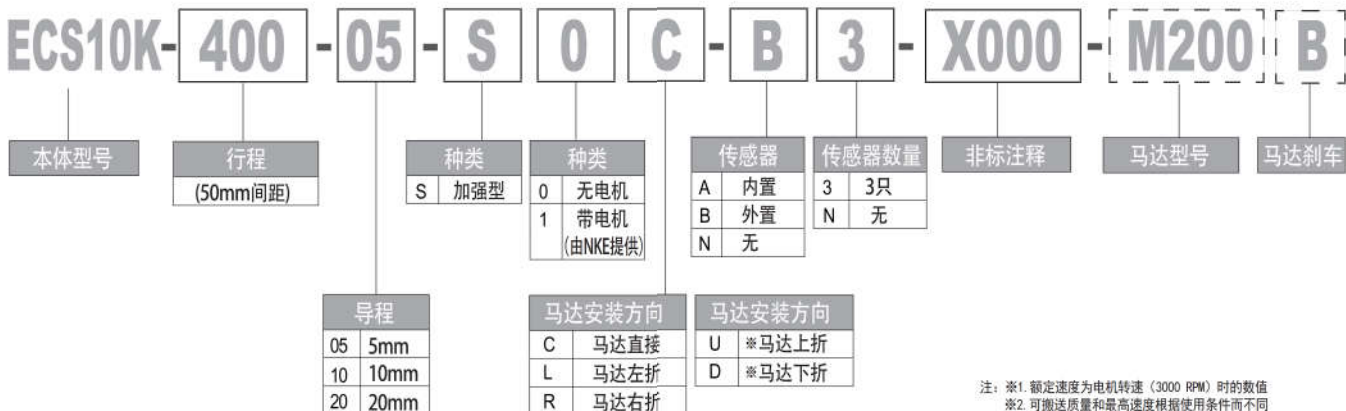 ECS10K-400-05-S 0 C-B 3-X000-M200 B
本体型号 行程 种类 种类 传感器 传感器数量 非标注释 马达型号 马达刹车
(50mm间距) S 加强型 0 无电机 A 内置 3 3只
1 带电机 B 外置 N 无
(由NKE提供) N 无
导程 马达安装方向 马达安装方向
05 5mm C 马达直接 U ※马达上折
10 10mm L 马达左折 D ※马达下折
20 20mm R 马达右折
注：※1. 额定速度为电机转速（3000 RPM）时的数值
※2. 可搬送质量和最高速度根据使用条件而不同